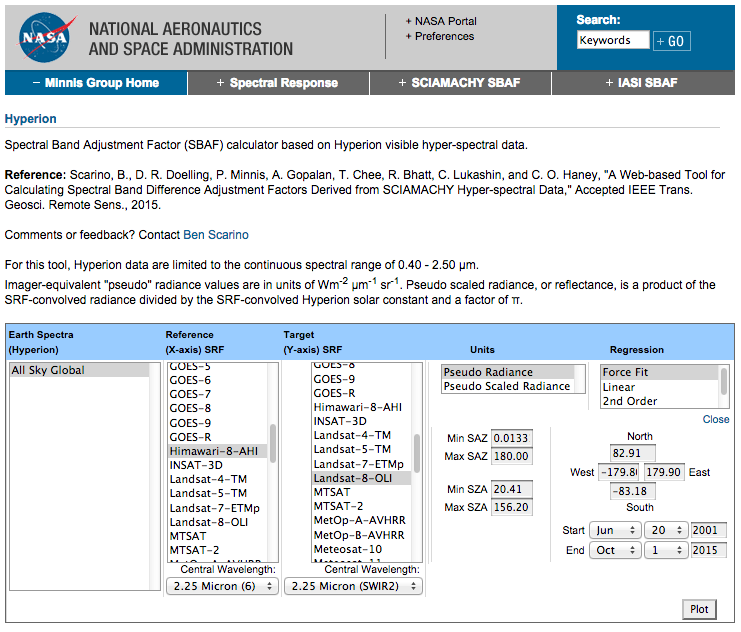 NASA
NATIONAL AERONAUTICS
AND SPACE ADMINISTRATION
+ NASA Portal
+ Preferences
Search:
Keywords
+ GO
− Minnis Group Home
+ Spectral Response
+ SCIAMACHY SBAF
+ IASI SBAF
Hyperion
Spectral Band Adjustment Factor (SBAF) calculator based on Hyperion visible hyper-spectral data.
Reference: Scarino, B., D. R. Doelling, P. Minnis, A. Gopalan, T. Chee, R. Bhatt, C. Lukashin, and C. O. Haney, "A Web-based Tool for
Calculating Spectral Band Difference Adjustment Factors Derived from SCIAMACHY Hyper-spectral Data," Accepted IEEE Trans.
Geosci. Remote Sens., 2015.
Comments or feedback? Contact Ben Scarino
For this tool, Hyperion data are limited to the continuous spectral range of 0.40 - 2.50 µm.
Imager-equivalent "pseudo" radiance values are in units of Wm⁻² µm⁻¹ sr⁻¹. Pseudo scaled radiance, or reflectance, is a product of the
SRF-convolved radiance divided by the SRF-convolved Hyperion solar constant and a factor of π.
Earth Spectra
(Hyperion)
All Sky Global
Reference
(X-axis) SRF
GOES-5
GOES-6
GOES-7
GOES-8
GOES-9
GOES-R
Himawari-8-AHI
INSAT-3D
Landsat-4-TM
Landsat-5-TM
Landsat-7-ETMp
Landsat-8-OLI
MTSAT
MTSAT-2
Central Wavelength:
2.25 Micron (6)
Target
(Y-axis) SRF
GOES-8
GOES-9
GOES-R
Himawari-8-AHI
INSAT-3D
Landsat-4-TM
Landsat-5-TM
Landsat-7-ETMp
Landsat-8-OLI
MTSAT
MTSAT-2
MetOp-A-AVHRR
MetOp-B-AVHRR
Meteosat-10
Central Wavelength:
2.25 Micron (SWIR2)
Units
Pseudo Radiance
Pseudo Scaled Radiance
Regression
Force Fit
Linear
2nd Order
Close
Min SAZ 0.0133
Max SAZ 180.00
Min SZA 20.41
Max SZA 156.20
North
82.91
West -179.8 179.90 East
-83.18
South
Start Jun 20 2001
End Oct 1 2015
Plot